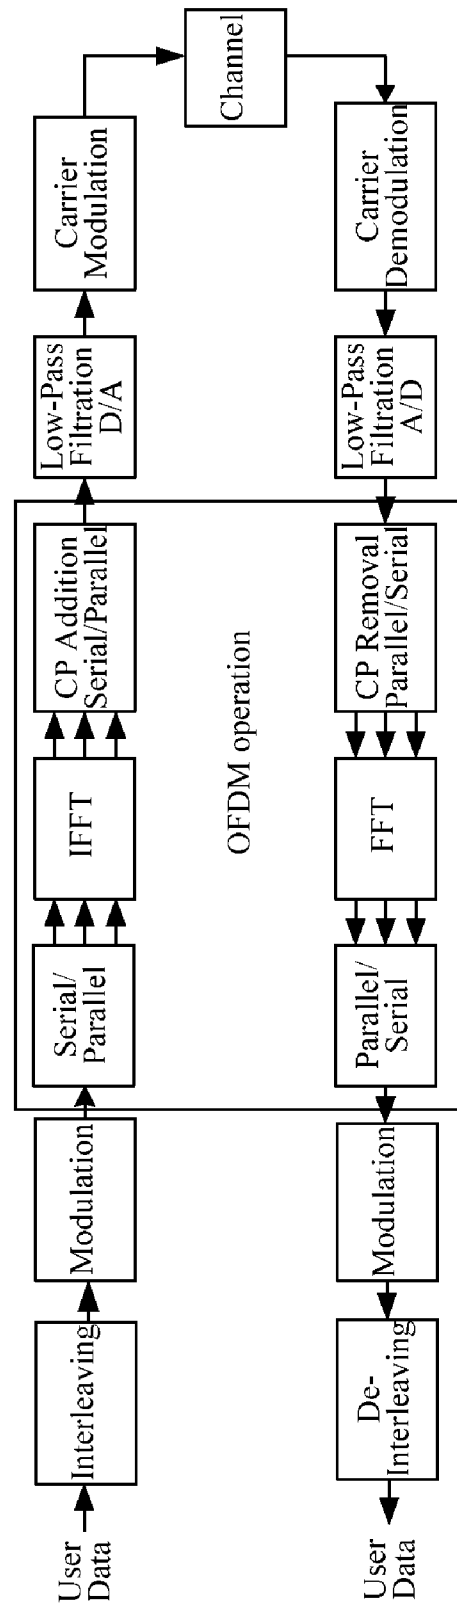 User
Data
Interleaving
Modulation
Serial/
Parallel
IFFT
CP Addition
Serial/Parallel
Low-Pass
Filtration
D/A
Carrier
Modulation
Channel
OFDM operation
User
Data
De-
Interleaving
Modulation
Parallel/
Serial
FFT
CP Removal
Parallel/Serial
Low-Pass
Filtration
A/D
Carrier
Demodulation